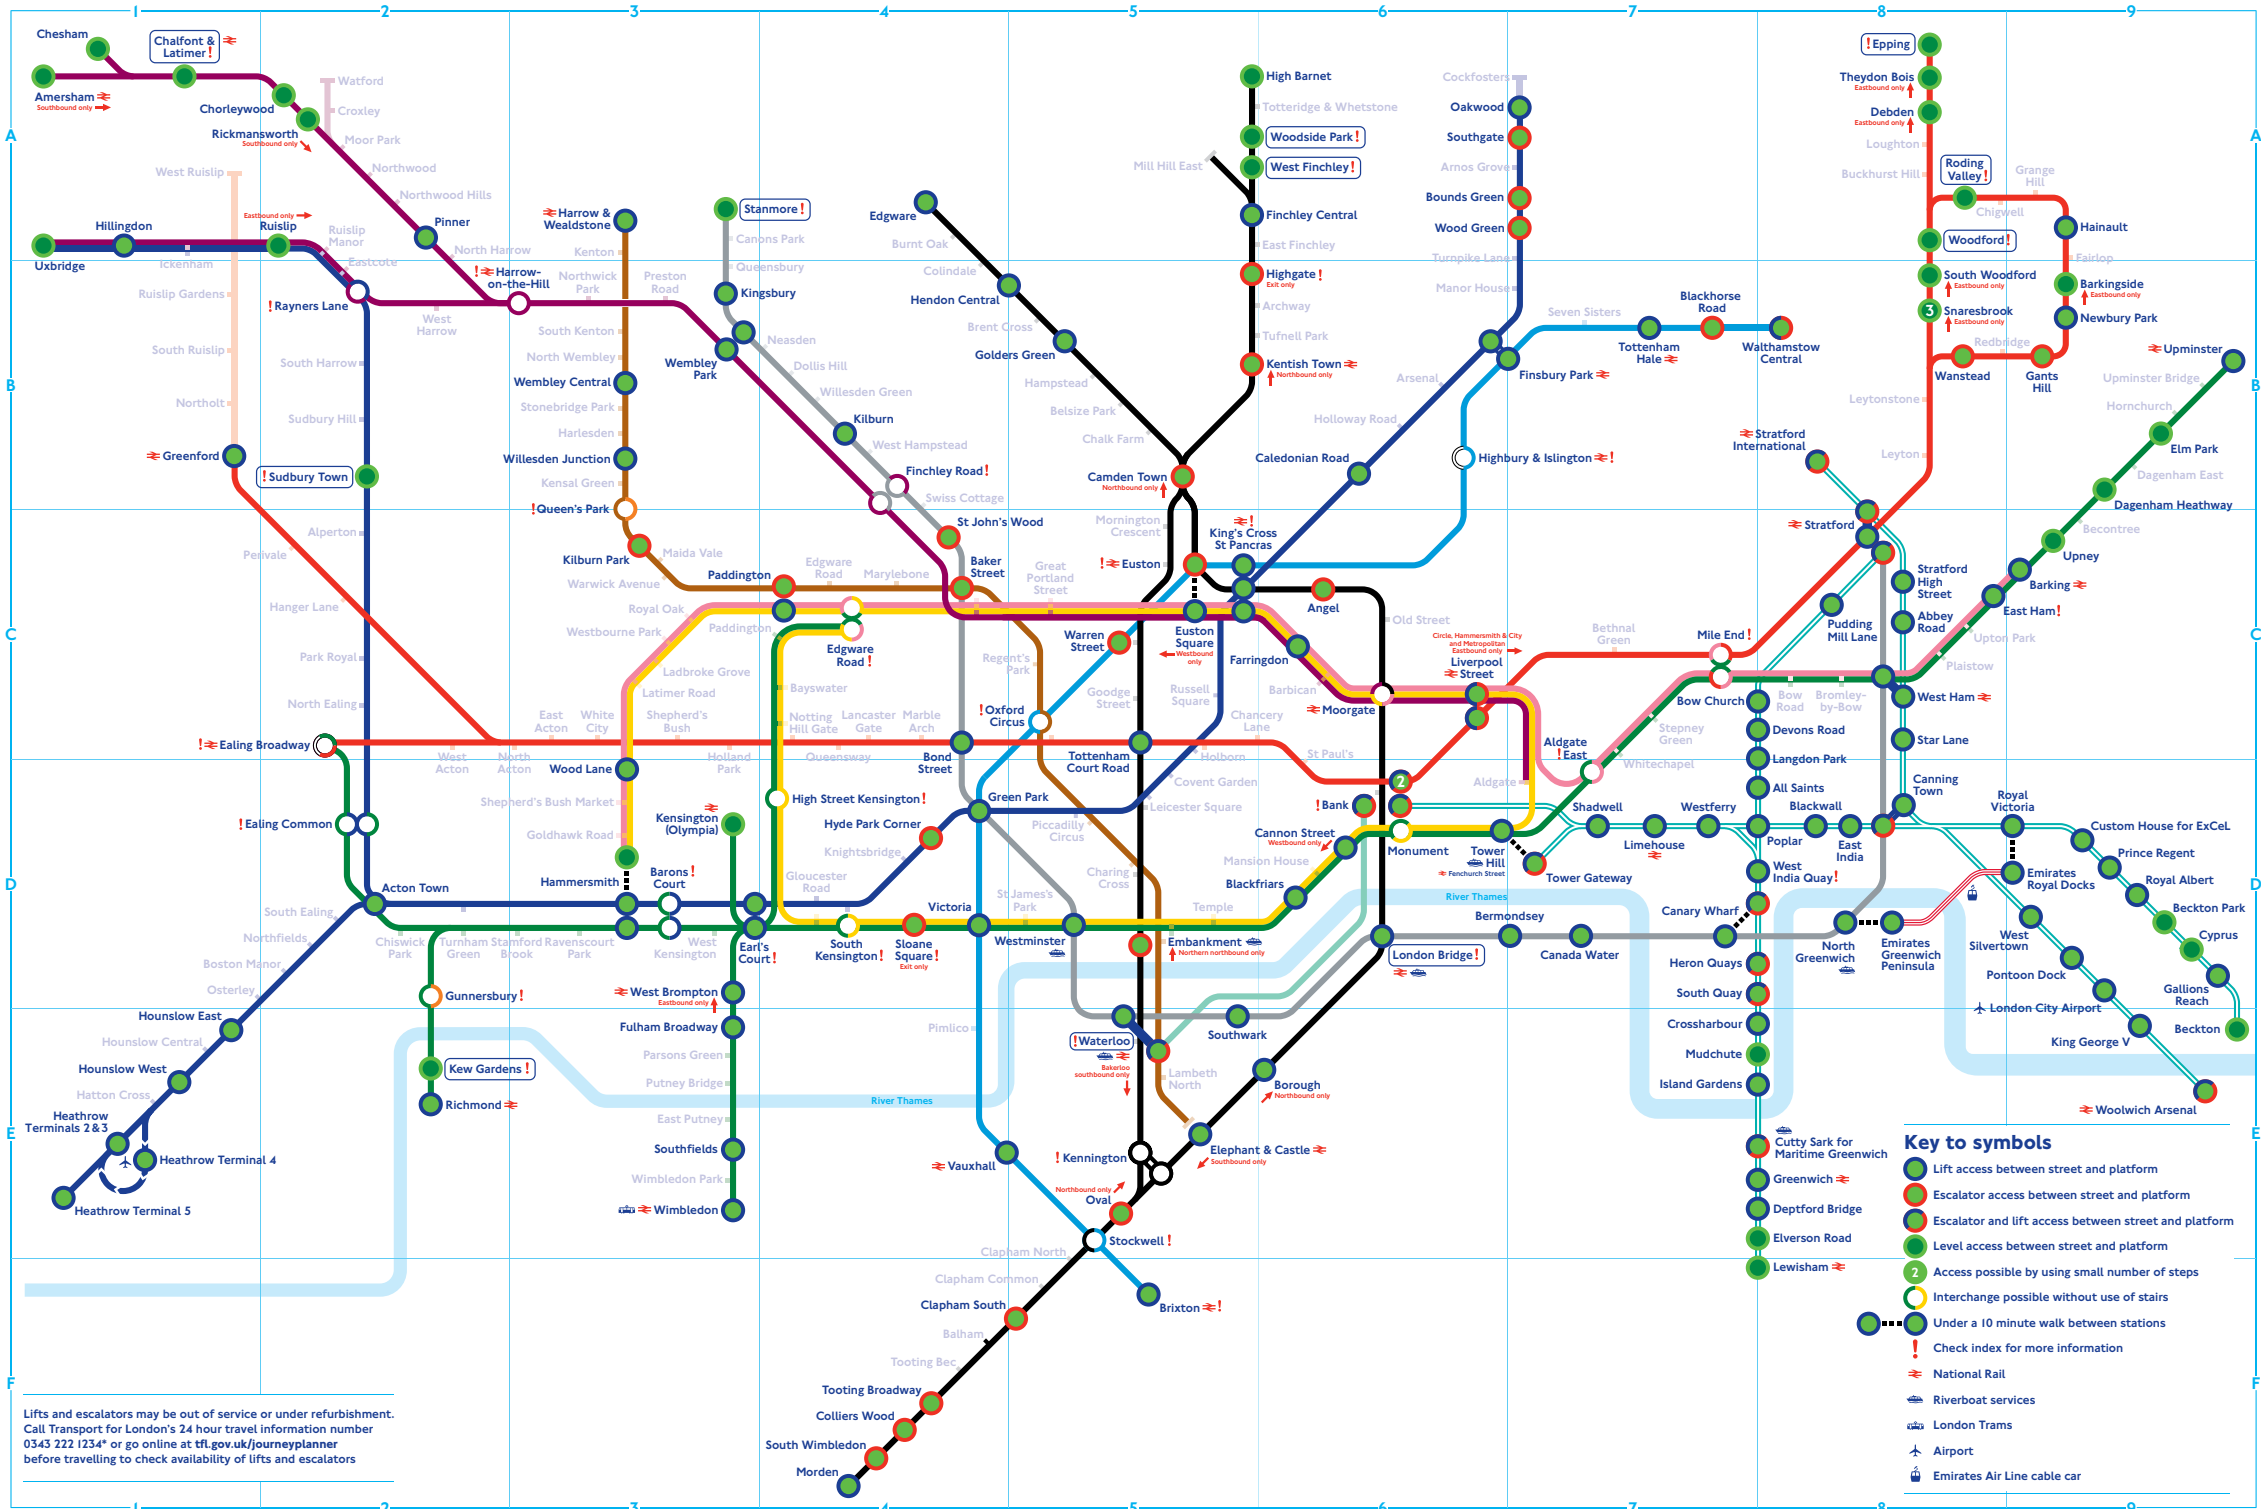 1 2 3 4 5 6 7 8 9
A
B
C
D
E
F
Chesham
Chalfont &
Latimer!
Amersham
Southbound only
Chorleywood
Rickmansworth
Southbound only
Watford
Croxley
Moor Park
Northwood
Northwood Hills
West Ruislip
Hillingdon
Uxbridge
Ickenham
Eastbound only
Ruislip
Ruislip
Manor
Eastcote
Pinner
North Harrow
!Rayners Lane
! Harrow-
on-the-Hill
West
Harrow
Northwick
Park
Preston
Road
Ruislip Gardens
South Ruislip
Northolt
Greenford
South Harrow
Sudbury Hill
!Sudbury Town
Alperton
Perivale
Hanger Lane
Park Royal
North Ealing
Harrow &
Wealdstone
Kenton
South Kenton
North Wembley
Wembley Central
Stonebridge Park
Harlesden
Willesden Junction
Kensal Green
!Queen's Park
Kilburn Park
Maida Vale
Warwick Avenue
Paddington
Stanmore!
Canons Park
Queensbury
Kingsbury
Wembley
Park
Neasden
Dollis Hill
Willesden Green
Kilburn
West Hampstead
Finchley Road!
Swiss Cottage
St John's Wood
Baker
Street
Edgware
Road
Marylebone
Great
Portland
Street
Royal Oak
Westbourne Park
Paddington
Ladbroke Grove
Latimer Road
Edgware
Road!
Bayswater
Notting
Hill Gate
Lancaster
Gate
Marble
Arch
Queensway
Edgware
Burnt Oak
Colindale
Hendon Central
Brent Cross
Golders Green
Hampstead
Belsize Park
Chalk Farm
Camden Town
Northbound only
Mornington
Crescent
!Euston
High Barnet
Totteridge & Whetstone
Woodside Park!
Mill Hill East
West Finchley!
Finchley Central
East Finchley
Highgate!
Exit only
Archway
Tufnell Park
Kentish Town
Northbound only
Cockfosters
Oakwood
Southgate
Arnos Grove
Bounds Green
Wood Green
Turnpike Lane
Manor House
Seven Sisters
Blackhorse
Road
Tottenham
Hale
Walthamstow
Central
Finsbury Park
Arsenal
Holloway Road
Caledonian Road
Highbury & Islington !
!
King's Cross
St Pancras
Angel
Old Street
Euston
Square
Westbound
only
Warren
Street
Regent's
Park
Goodge
Street
Russell
Square
Farringdon
Barbican
Moorgate
Chancery
Lane
Circle, Hammersmith & City
and Metropolitan
Eastbound only
Liverpool
Street
Bethnal
Green
Mile End!
Stepney
Green
Whitechapel
Aldgate
!East
Aldgate
!Epping
Theydon Bois
Eastbound only
Debden
Eastbound only
Loughton
Buckhurst Hill
Roding
Valley!
Grange
Hill
Chigwell
Hainault
Fairlop
Woodford!
South Woodford
Eastbound only
Barkingside
Eastbound only
3
Snaresbrook
Eastbound only
Newbury Park
Redbridge
Wanstead
Gants
Hill
Leytonstone
Leyton
Stratford
International
Stratford
Upminster
Upminster Bridge
Hornchurch
Elm Park
Dagenham East
Dagenham Heathway
Becontree
Upney
Barking
East Ham!
Upton Park
Plaistow
Stratford
High
Street
Abbey
Road
Pudding
Mill Lane
West Ham
Star Lane
Canning
Town
Bow Church
Bow
Road
Bromley-
by-Bow
Devons Road
Langdon Park
All Saints
!Ealing Broadway
West
Acton
North
Acton
East
Acton
White
City
Shepherd's
Bush
Holland
Park
Wood Lane
Shepherd's Bush Market
Goldhawk Road
Hammersmith
!Ealing Common
Acton Town
Kensington
(Olympia)
High Street Kensington!
Hyde Park Corner
Knightsbridge
Bond
Street
!Oxford
Circus
Tottenham
Court Road
Holborn
Covent Garden
Leicester Square
Green Park
Piccadilly
Circus
Charing
Cross
St Paul's
2
!Bank
Cannon Street
Westbound only
Mansion House
Monument
Blackfriars
Temple
Tower
Hill
Fenchurch Street
Tower Gateway
Shadwell
Limehouse
Westferry
Poplar
Blackwall
East
India
Royal
Victoria
Custom House for ExCeL
Prince Regent
Royal Albert
Beckton Park
Cyprus
Gallions
Reach
Beckton
Emirates
Royal Docks
Emirates
Greenwich
Peninsula
West
Silvertown
Pontoon Dock
London City Airport
King George V
Woolwich Arsenal
West
India Quay!
Canary Wharf
Heron Quays
South Quay
Crossharbour
Mudchute
Island Gardens
Cutty Sark for
Maritime Greenwich
Greenwich
Deptford Bridge
Elverson Road
Lewisham
North
Greenwich
River Thames
Bermondsey
Canada Water
London Bridge!
South Ealing
Northfields
Boston Manor
Osterley
Hounslow East
Hounslow Central
Hounslow West
Hatton Cross
Heathrow
Terminals 2&3
Heathrow Terminal 4
Heathrow Terminal 5
Chiswick
Park
Turnham
Green
Stamford
Brook
Ravenscourt
Park
Barons!
Court
West
Kensington
Earl's
Court!
Gloucester
Road
South
Kensington!
Sloane
Square!
Exit only
Victoria
St James's
Park
Westminster
Embankment
Northern northbound only
Gunnersbury!
Kew Gardens!
Richmond
West Brompton
Eastbound only
Fulham Broadway
Parsons Green
Putney Bridge
East Putney
Southfields
Wimbledon Park
Wimbledon
River Thames
Pimlico
Vauxhall
!Waterloo
Bakerloo
southbound only
Lambeth
North
Southwark
Borough
Northbound only
Elephant & Castle
Southbound only
!Kennington
Northbound only
Oval
Stockwell!
Brixton !
Clapham North
Clapham Common
Clapham South
Balham
Tooting Bec
Tooting Broadway
Colliers Wood
South Wimbledon
Morden
Key to symbols
Lift access between street and platform
Escalator access between street and platform
Escalator and lift access between street and platform
Level access between street and platform
2 Access possible by using small number of steps
Interchange possible without use of stairs
Under a 10 minute walk between stations
! Check index for more information
National Rail
Riverboat services
London Trams
Airport
Emirates Air Line cable car
Lifts and escalators may be out of service or under refurbishment.
Call Transport for London's 24 hour travel information number
0343 222 1234* or go online at tfl.gov.uk/journeyplanner
before travelling to check availability of lifts and escalators
A
B
C
D
E
F
1 2 3 4 5 6 7 8 9